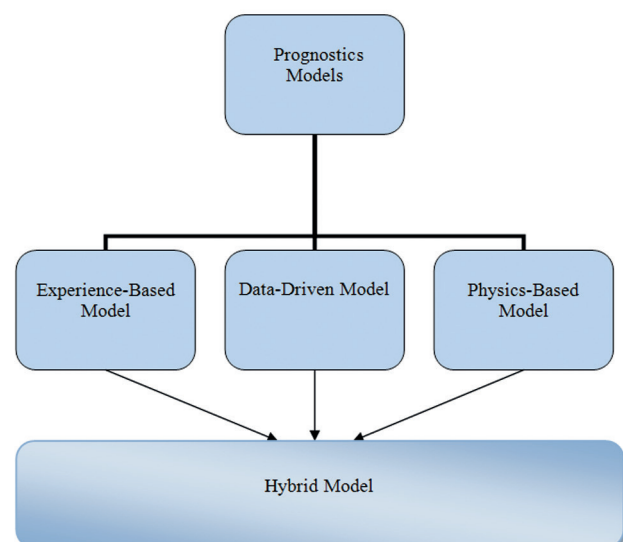 Prognostics
Models
Experience-Based
Model
Data-Driven Model
Physics-Based
Model
Hybrid Model